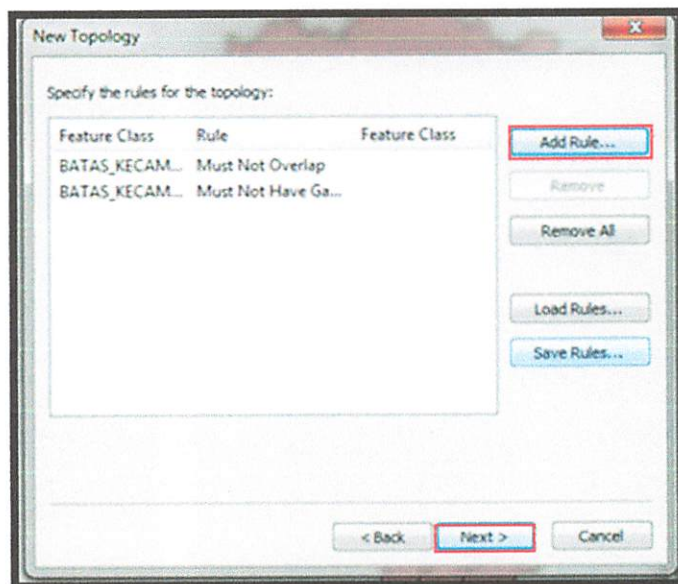 New Topology
Specify the rules for the topology:
Feature Class Rule Feature Class
BATAS_KECAM... Must Not Overlap
BATAS_KECAM... Must Not Have Ga...
Add Rule...
Remove
Remove All
Load Rules...
Save Rules...
< Back Next > Cancel